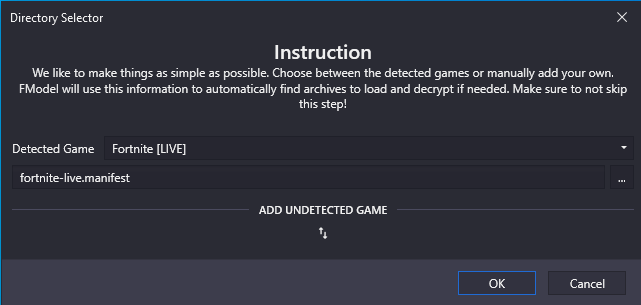 Directory Selector
Instruction
We like to make things as simple as possible. Choose between the detected games or manually add your own.
FModel will use this information to automatically find archives to load and decrypt if needed. Make sure to not skip
this step!
Detected Game Fortnite [LIVE]
fortnite-live.manifest ...
ADD UNDETECTED GAME
OK Cancel